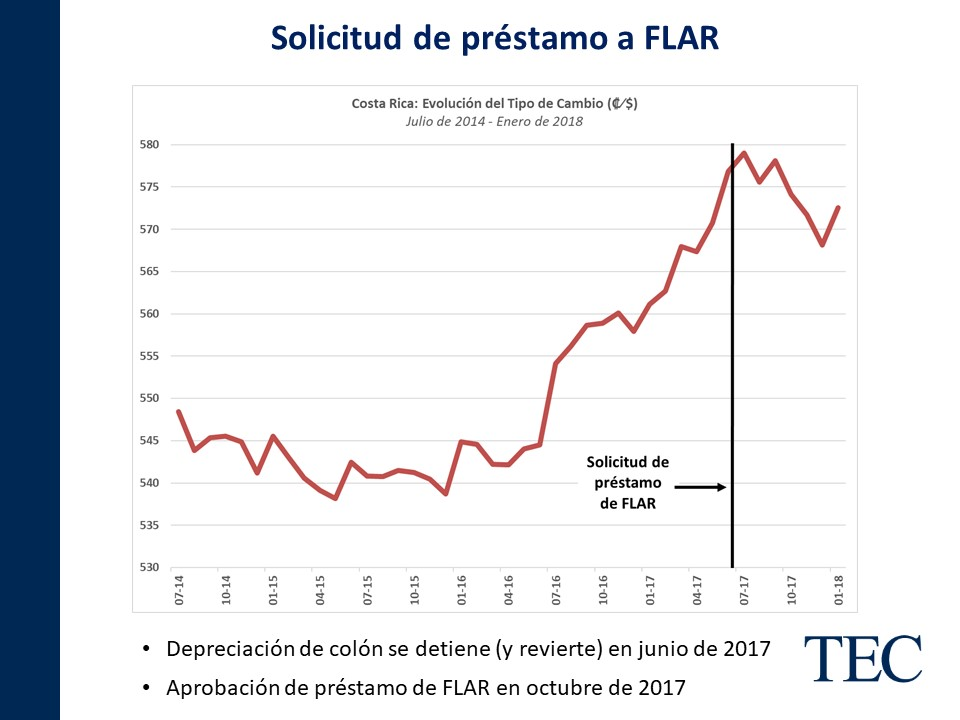 Solicitud de préstamo a FLAR
Costa Rica: Evolución del Tipo de Cambio (₡/$)
Julio de 2014 - Enero de 2018
580
575
570
565
560
555
550
545
540
535
530
Solicitud de
préstamo
de FLAR
07-14
10-14
01-15
04-15
07-15
10-15
01-16
04-16
07-16
10-16
01-17
04-17
07-17
10-17
01-18
• Depreciación de colón se detiene (y revierte) en junio de 2017
• Aprobación de préstamo de FLAR en octubre de 2017
TEC